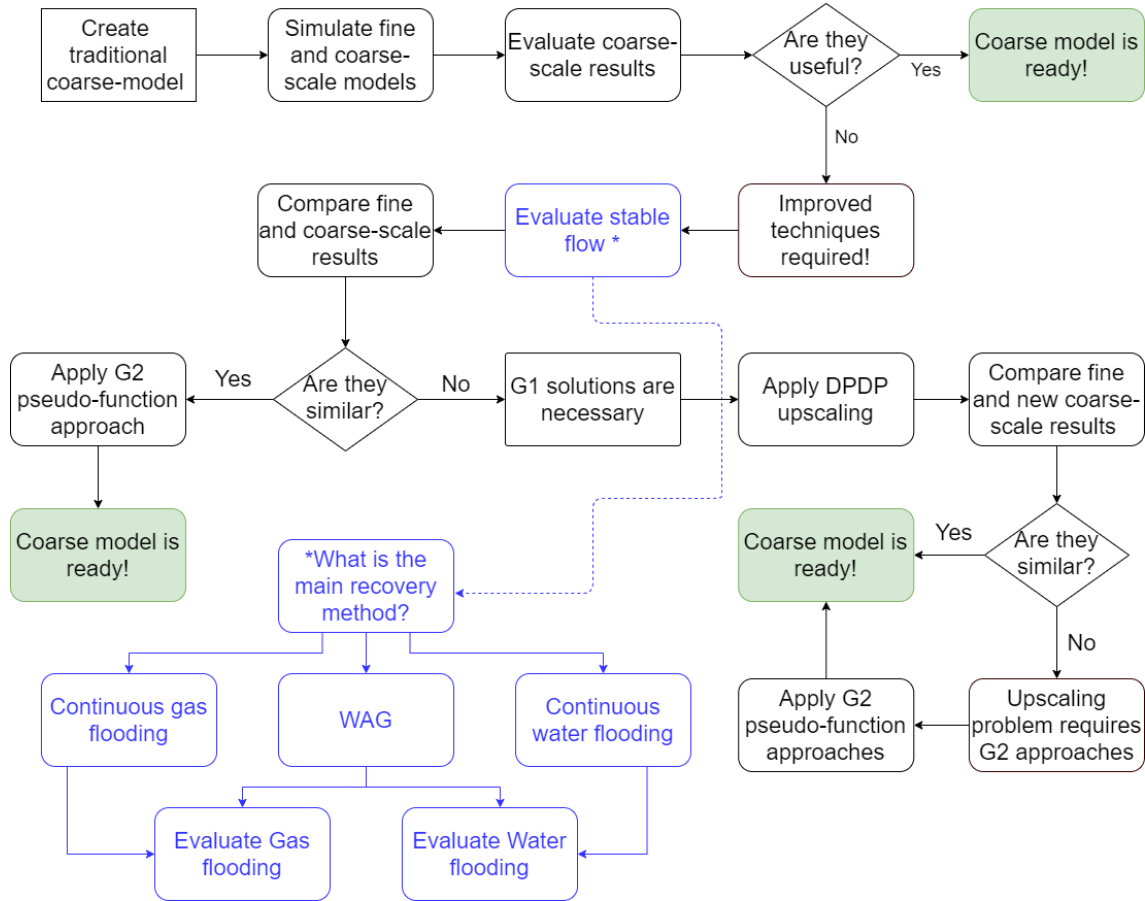 Create
traditional
coarse-model
Simulate fine
and coarse-
scale models
Evaluate coarse-
scale results
Are they
useful?
Yes
Coarse model is
ready!
No
Compare fine
and coarse-scale
results
Evaluate stable
flow *
Improved
techniques
required!
Apply G2
pseudo-function
approach
Yes
Are they
similar?
No
G1 solutions are
necessary
Apply DPDP
upscaling
Compare fine
and new coarse-
scale results
Coarse model is
ready!
*What is the
main recovery
method?
Coarse model is
ready!
Yes
Are they
similar?
No
Continuous gas
flooding
WAG
Continuous
water flooding
Apply G2
pseudo-function
approaches
Upscaling
problem requires
G2 approaches
Evaluate Gas
flooding
Evaluate Water
flooding